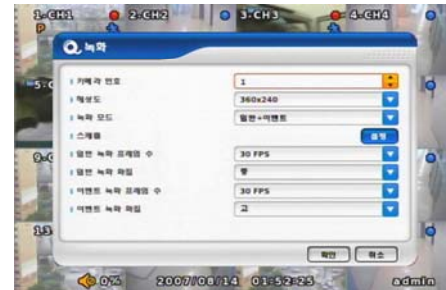 1-CH1 2-CH2 3-CH3 4-CH4
P
녹화
카메라 번호 1
해상도 360x240
녹화 모드 일반+이벤트
스케줄 설정
일반 녹화 프레임 수 30 FPS
일반 녹화 화질 중
이벤트 녹화 프레임 수 30 FPS
이벤트 녹화 화질 고
확인 취소
0% 2007/08/14 01:52:25 admin